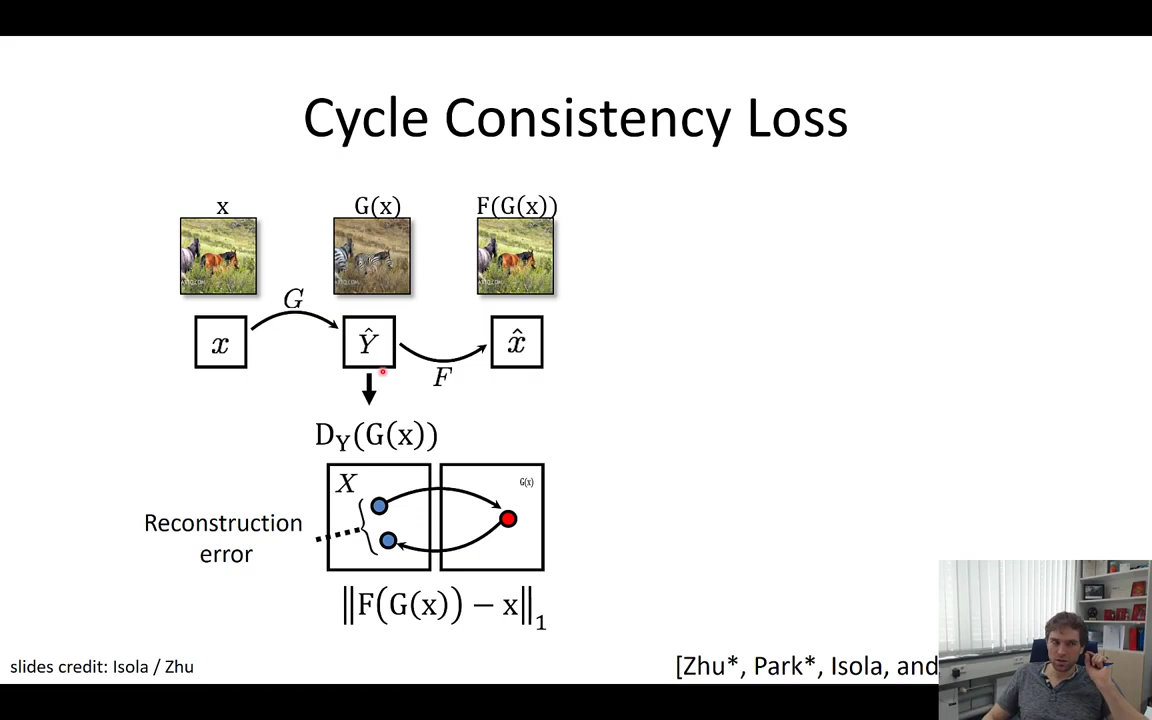 Cycle Consistency Loss
x G(x) F(G(x))
G
x Ŷ x̂
F
D_Y(G(x))
X G(x)
Reconstruction
error
‖F(G(x)) − x‖₁
slides credit: Isola / Zhu
[Zhu*, Park*, Isola, and